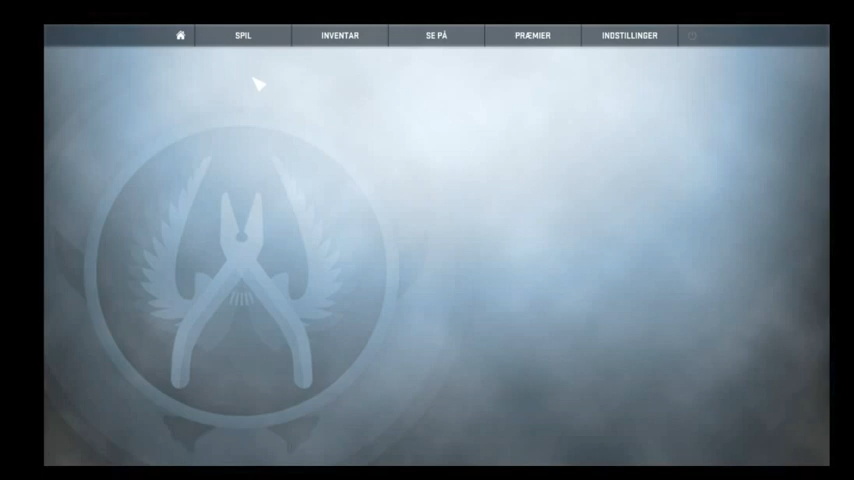 SPIL
INVENTAR
SE PÅ
PRÆMIER
INDSTILLINGER